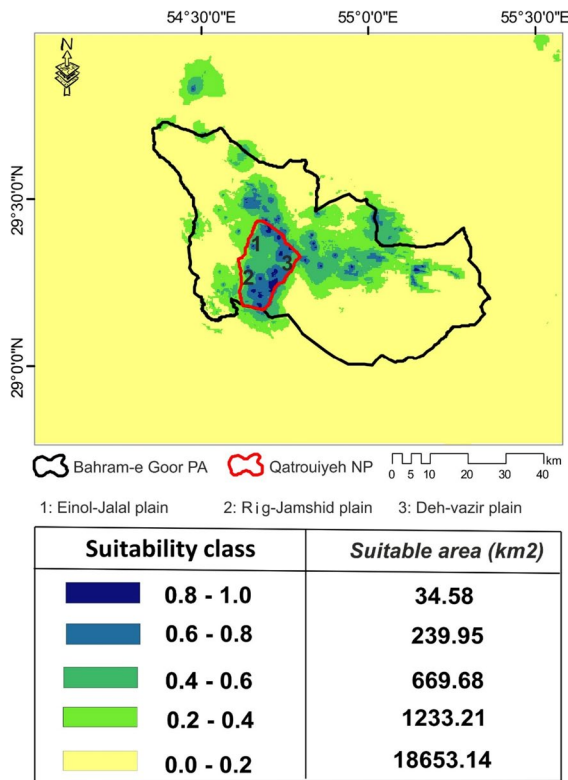 54°30'0"E 55°0'0"E 55°30'0"E
N
29°30'0"N
29°0'0"N
1
3
2
Bahram-e Goor PA Qatrouiyeh NP km
0 5 10 20 30 40
1: Einol-Jalal plain 2: Rig-Jamshid plain 3: Deh-vazir plain
Suitability class Suitable area (km2)
0.8 - 1.0 34.58
0.6 - 0.8 239.95
0.4 - 0.6 669.68
0.2 - 0.4 1233.21
0.0 - 0.2 18653.14